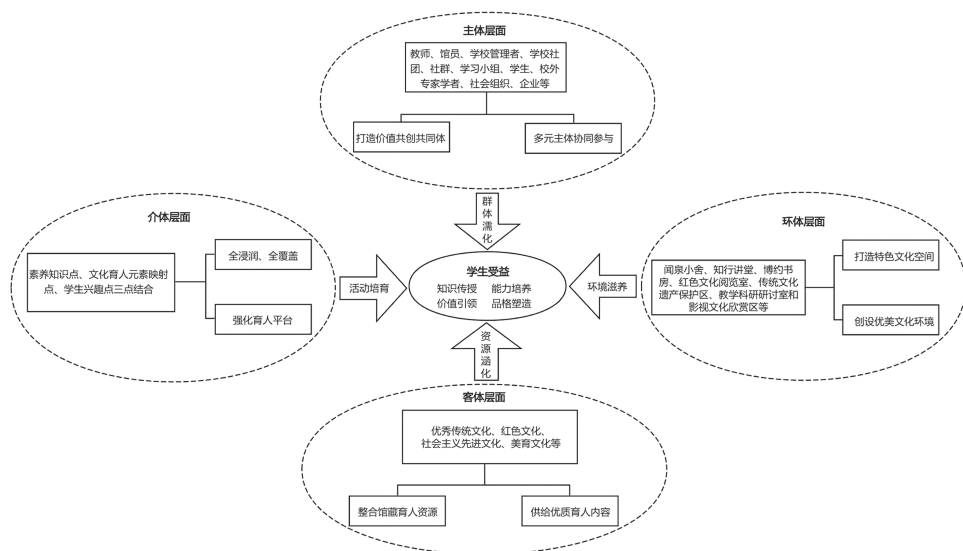 主体层面
教师、馆员、学校管理者、学校社
团、社群、学习小组、学生、校外
专家学者、社会组织、企业等
打造价值共创共同体
多元主体协同参与
群体濡化
介体层面
素养知识点、文化育人元素映射
点、学生兴趣点三点结合
全浸润、全覆盖
强化育人平台
活动培育
学生受益
知识传授 能力培养
价值引领 品格塑造
环境滋养
环体层面
闻泉小舍、知行讲堂、博约书
房、红色文化阅览室、传统文化
遗产保护区、教学科研研讨室和
影视文化欣赏区等
打造特色文化空间
创设优美文化环境
资源涵化
客体层面
优秀传统文化、红色文化、
社会主义先进文化、美育文化等
整合馆藏育人资源
供给优质育人内容